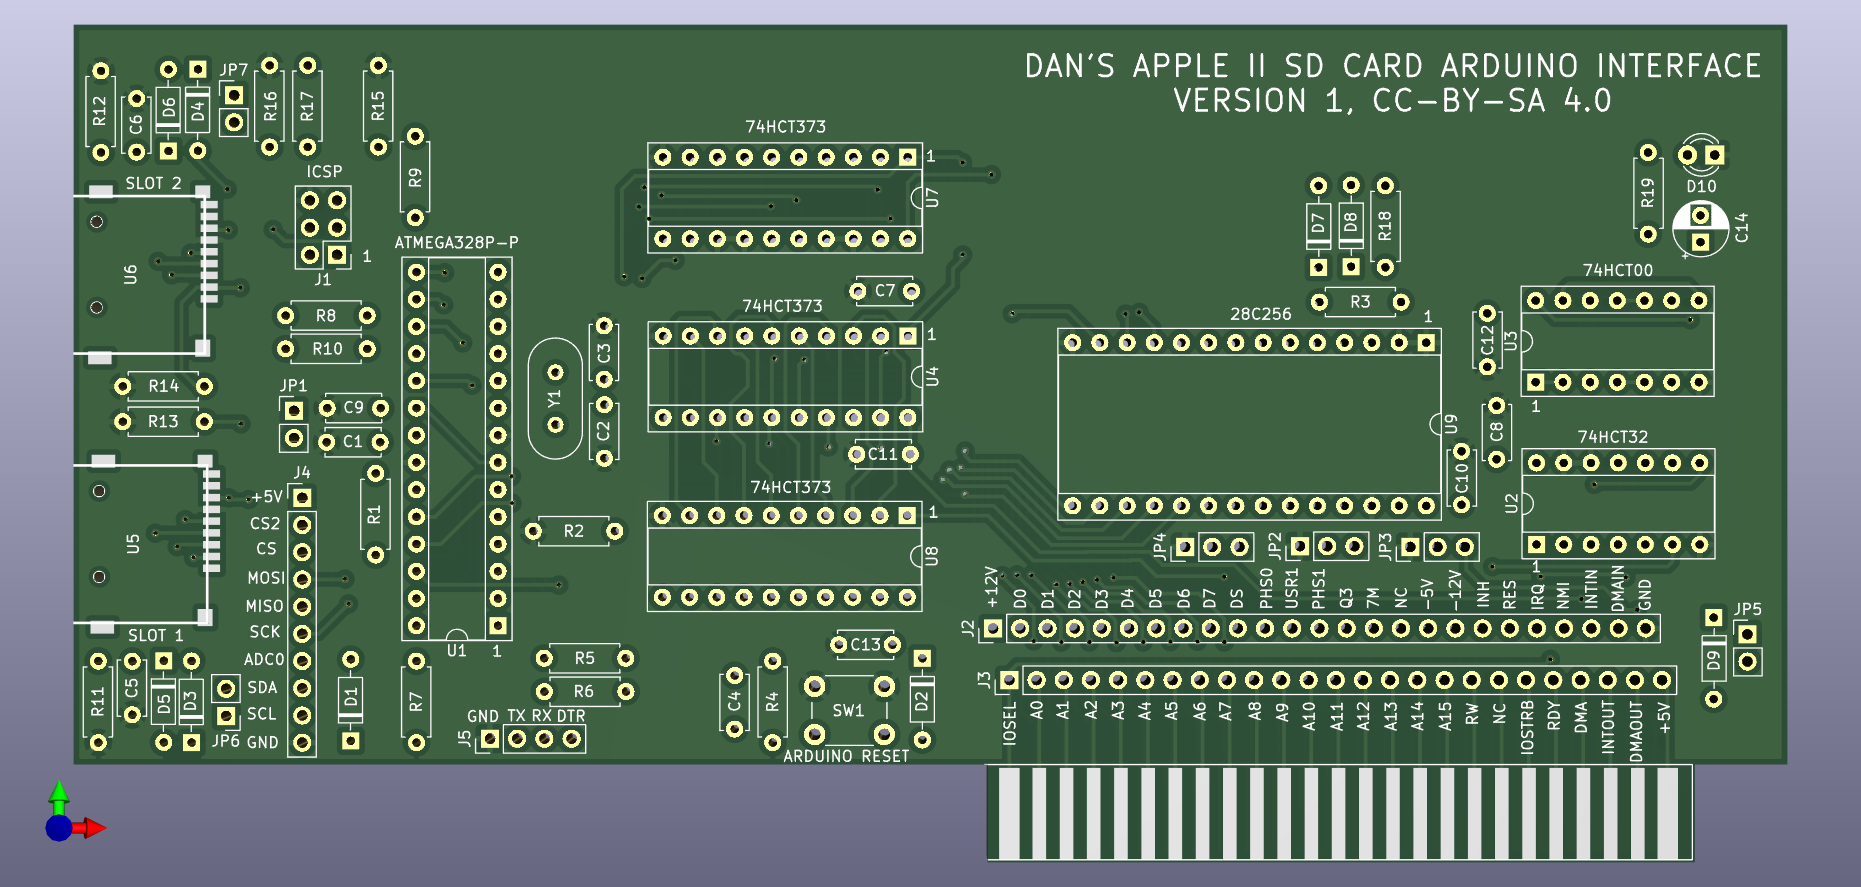 DAN'S APPLE II SD CARD ARDUINO INTERFACE
VERSION 1, CC-BY-SA 4.0
R12
C6
D6
D4
JP7
R16
R17
R15
R9
SLOT 2
ICSP
U6
1
J1
74HCT373
1
U7
ATMEGA328P-P
R8
R10
R14
R13
JP1
C9
C1
C3
C2
Y1
C7
74HCT373
1
U4
C11
D7
D8
R18
R3
R19
D10
C14
+
74HCT00
28C256
1
C12
U3
1
U9
C8
C10
74HCT32
U2
1
JP4
JP2
JP3
U5
SLOT 1
J4
+5V
CS2
CS
MOSI
MISO
SCK
ADC0
SDA
SCL
GND
R1
R2
74HCT373
1
U8
U1
1
R11
C5
D5
D3
JP6
D1
R7
R5
R6
GND TX RX DTR
J5
C4
R4
C13
SW1
D2
ARDUINO RESET
J2
+12V
D0
D1
D2
D3
D4
D5
D6
D7
DS
PHS0
USR1
PHS1
Q3
7M
NC
-5V
-12V
INH
RES
IRQ
NMI
INTIN
DMAIN
GND
JP5
D9
J3
IOSEL
A0
A1
A2
A3
A4
A5
A6
A7
A8
A9
A10
A11
A12
A13
A14
A15
RW
NC
IOSTRB
RDY
DMA
INTOUT
DMAOUT
+5V